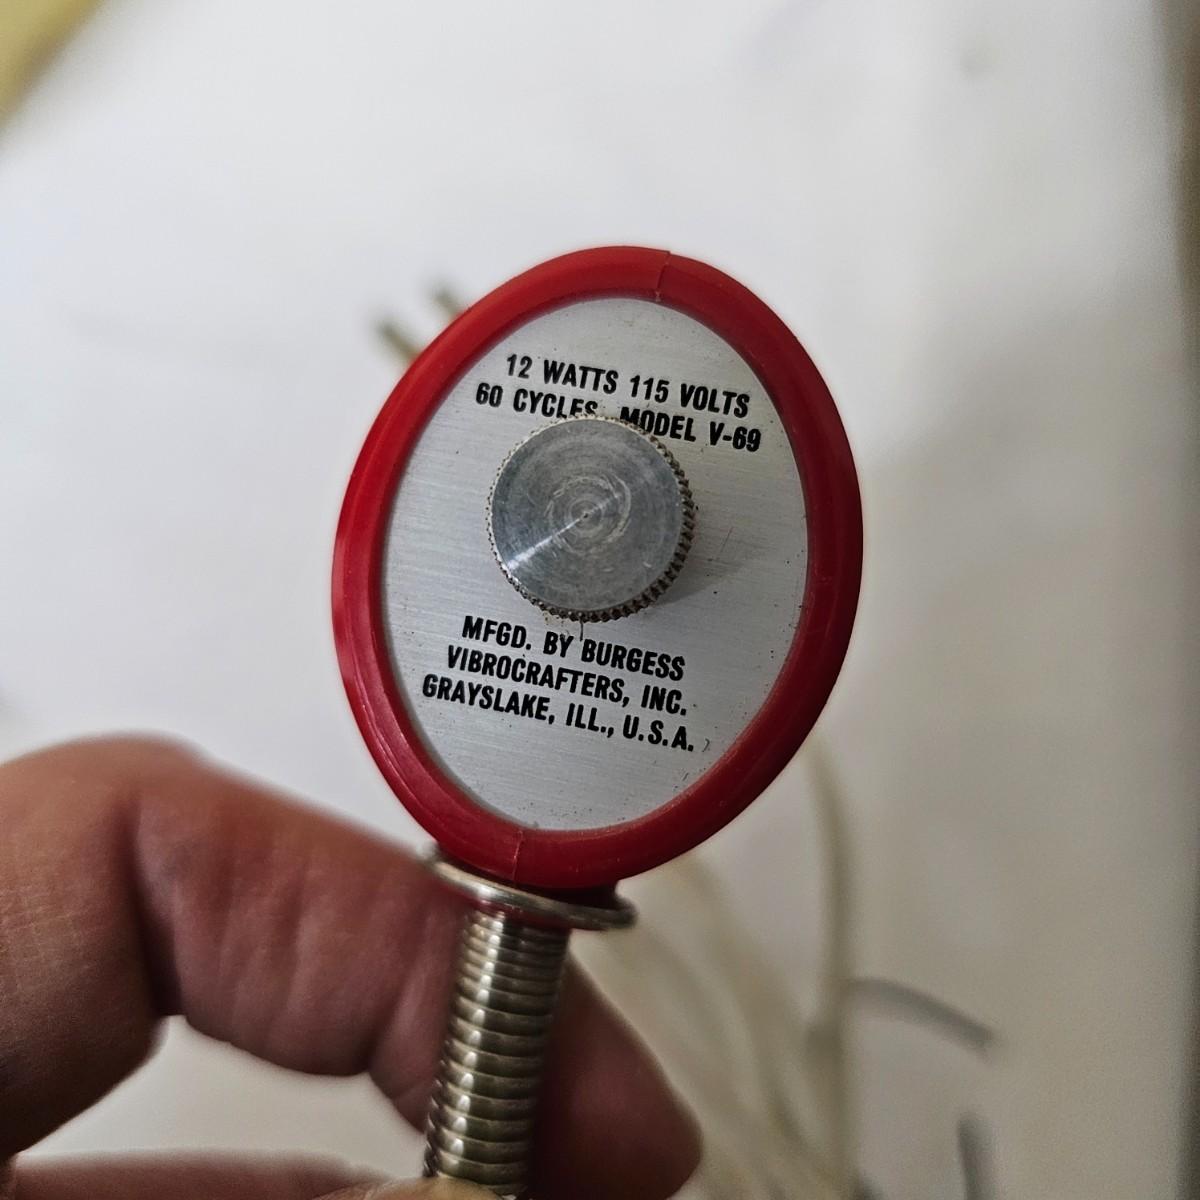 12 WATTS 115 VOLTS
60 CYCLES MODEL V-69
MFGD. BY BURGESS
VIBROCRAFTERS, INC.
GRAYSLAKE, ILL., U.S.A.